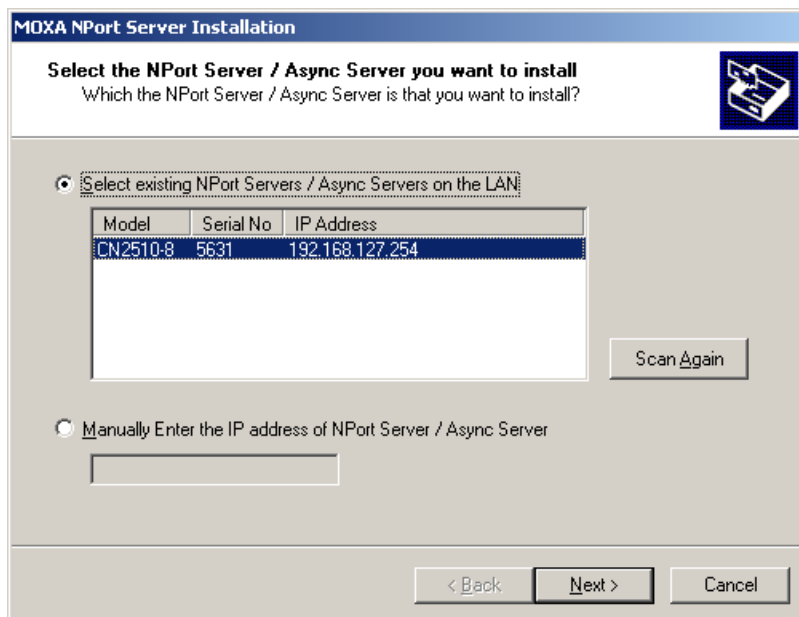 MOXA NPort Server Installation
Select the NPort Server / Async Server you want to install
Which the NPort Server / Async Server is that you want to install?
Select existing NPort Servers / Async Servers on the LAN
Model Serial No IP Address
CN2510-8 5631 192.168.127.254
Scan Again
Manually Enter the IP address of NPort Server / Async Server
< Back Next > Cancel